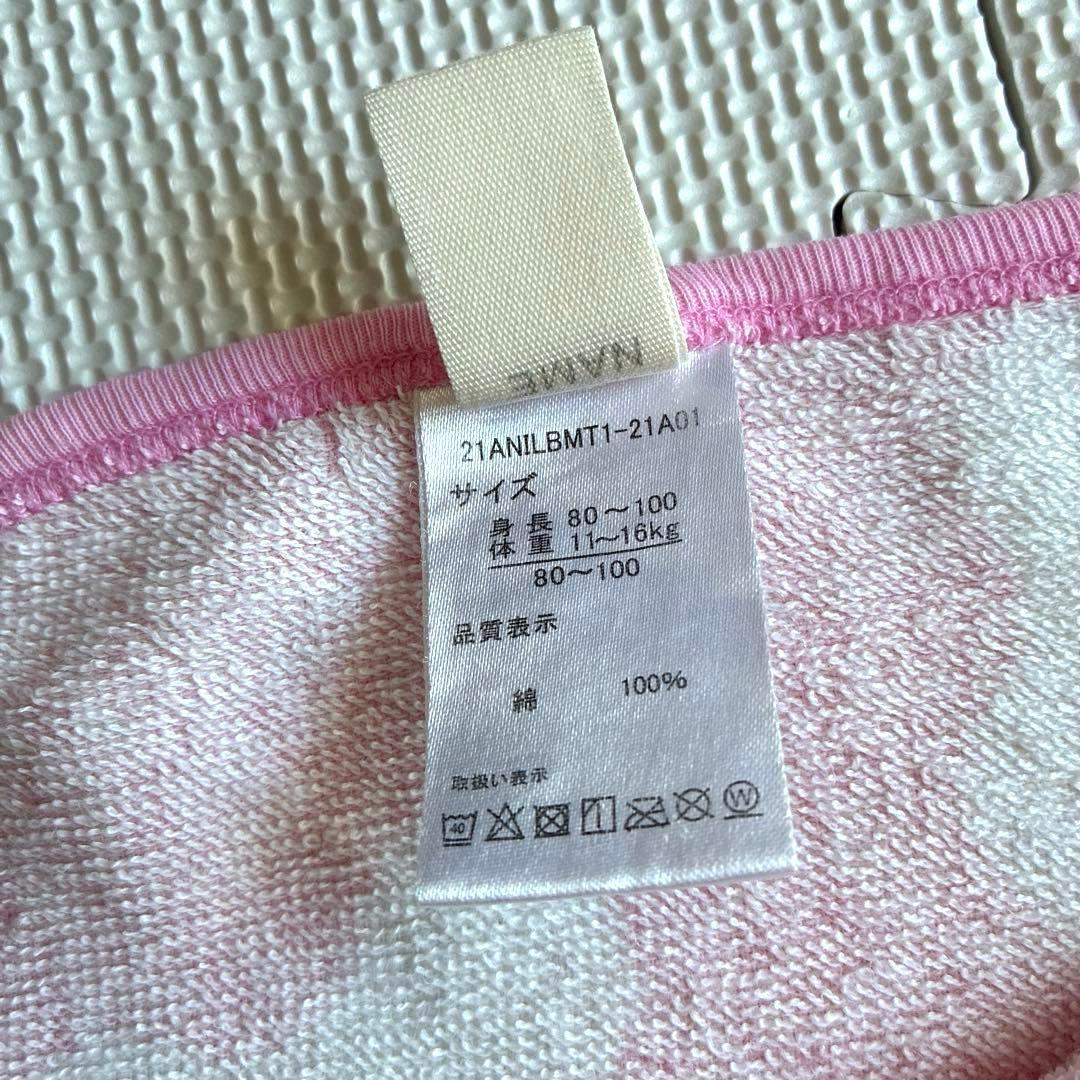 NAME
21ANILBMT1-21A01
サイズ
身長 80～100
体重 11～16kg
80～100
品質表示
綿 100%
取扱い表示
40 W